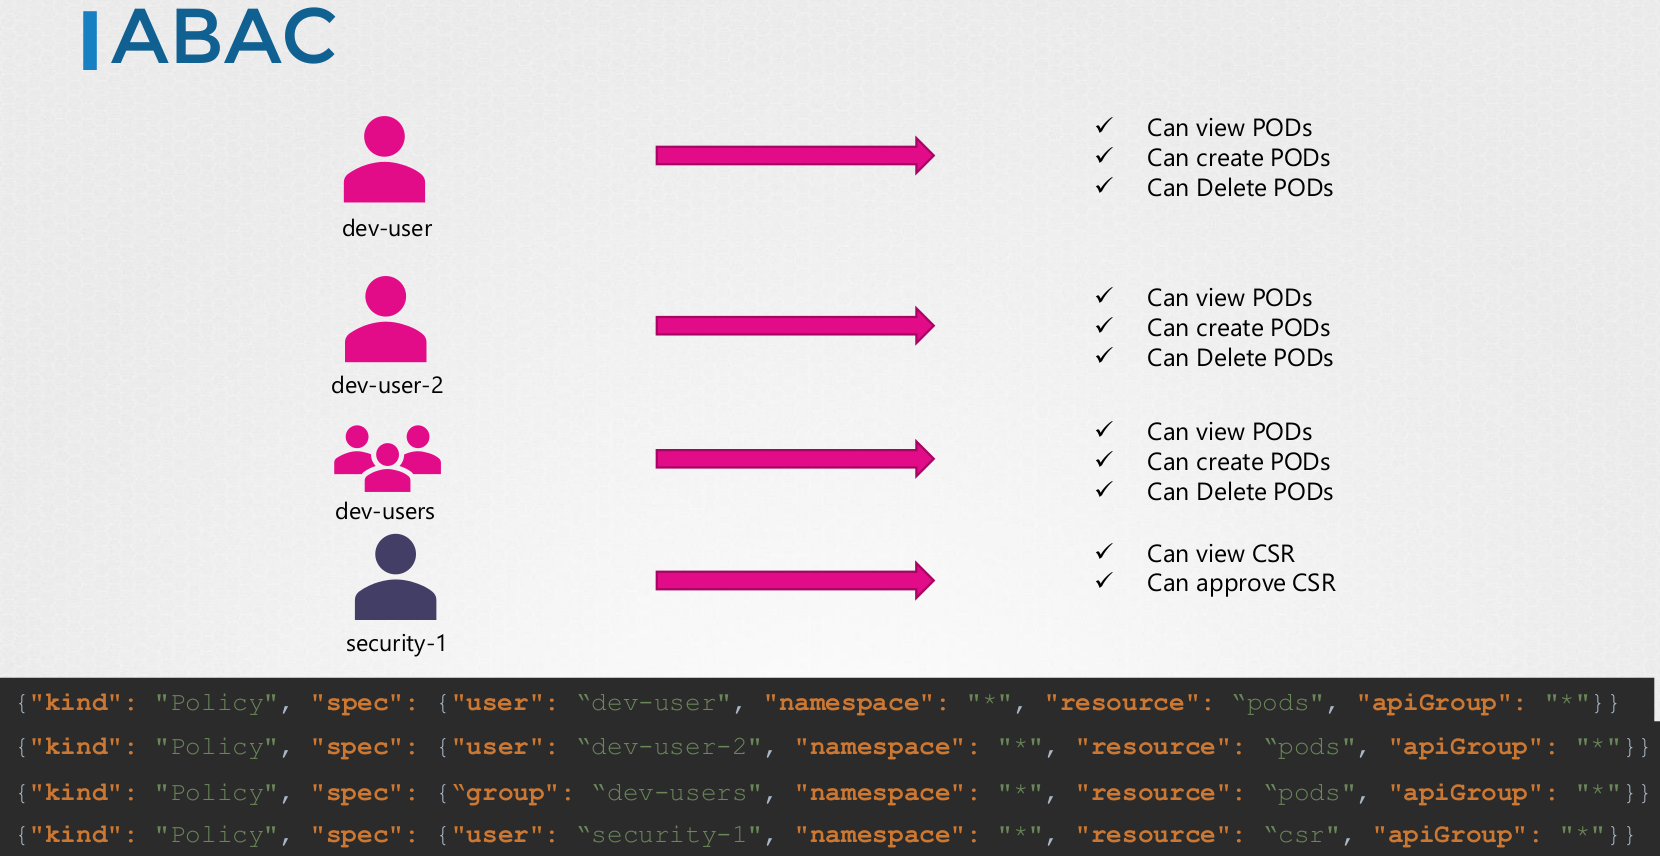 ABAC
dev-user
✓ Can view PODs
✓ Can create PODs
✓ Can Delete PODs
dev-user-2
✓ Can view PODs
✓ Can create PODs
✓ Can Delete PODs
dev-users
✓ Can view PODs
✓ Can create PODs
✓ Can Delete PODs
security-1
✓ Can view CSR
✓ Can approve CSR
{"kind": "Policy", "spec": {"user": “dev-user", "namespace": "*", "resource": “pods", "apiGroup": "*"}}
{"kind": "Policy", "spec": {"user": “dev-user-2", "namespace": "*", "resource": “pods", "apiGroup": "*"}}
{"kind": "Policy", "spec": {“group": “dev-users", "namespace": "*", "resource": “pods", "apiGroup": "*"}}
{"kind": "Policy", "spec": {"user": “security-1", "namespace": "*", "resource": “csr", "apiGroup": "*"}}